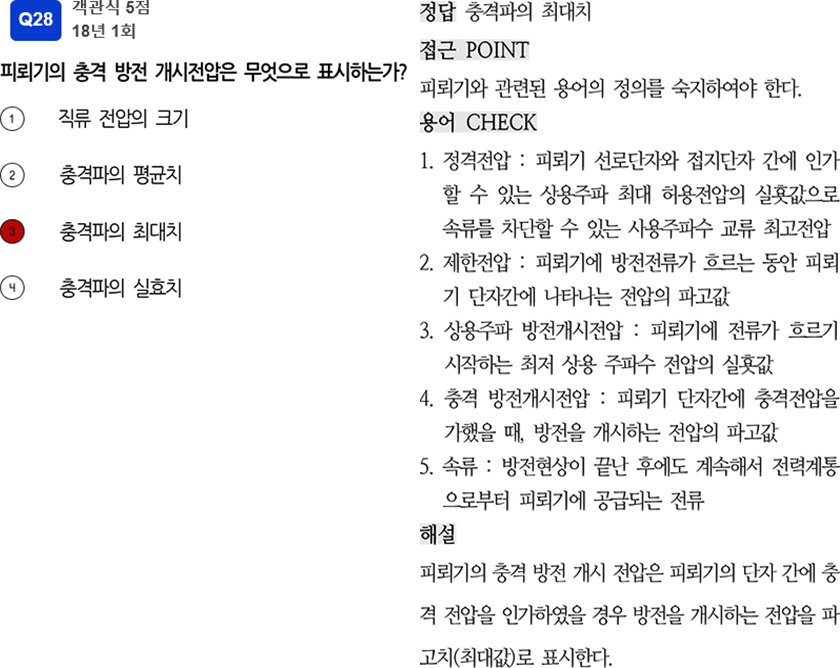 Q28 객관식 5점
18년 1회
피뢰기의 충격 방전 개시전압은 무엇으로 표시하는가?
1 직류 전압의 크기
2 충격파의 평균치
3 충격파의 최대치
4 충격파의 실효치
정답 충격파의 최대치
접근 POINT
피뢰기와 관련된 용어의 정의를 숙지하여야 한다.
용어 CHECK
1. 정격전압 : 피뢰기 선로단자와 접지단자 간에 인가
할 수 있는 상용주파 최대 허용전압의 실횻값으로
속류를 차단할 수 있는 사용주파수 교류 최고전압
2. 제한전압 : 피뢰기에 방전전류가 흐르는 동안 피뢰
기 단자간에 나타나는 전압의 파고값
3. 상용주파 방전개시전압 : 피뢰기에 전류가 흐르기
시작하는 최저 상용 주파수 전압의 실횻값
4. 충격 방전개시전압 : 피뢰기 단자간에 충격전압을
가했을 때, 방전을 개시하는 전압의 파고값
5. 속류 : 방전현상이 끝난 후에도 계속해서 전력계통
으로부터 피뢰기에 공급되는 전류
해설
피뢰기의 충격 방전 개시 전압은 피뢰기의 단자 간에 충
격 전압을 인가하였을 경우 방전을 개시하는 전압을 파
고치(최대값)로 표시한다.